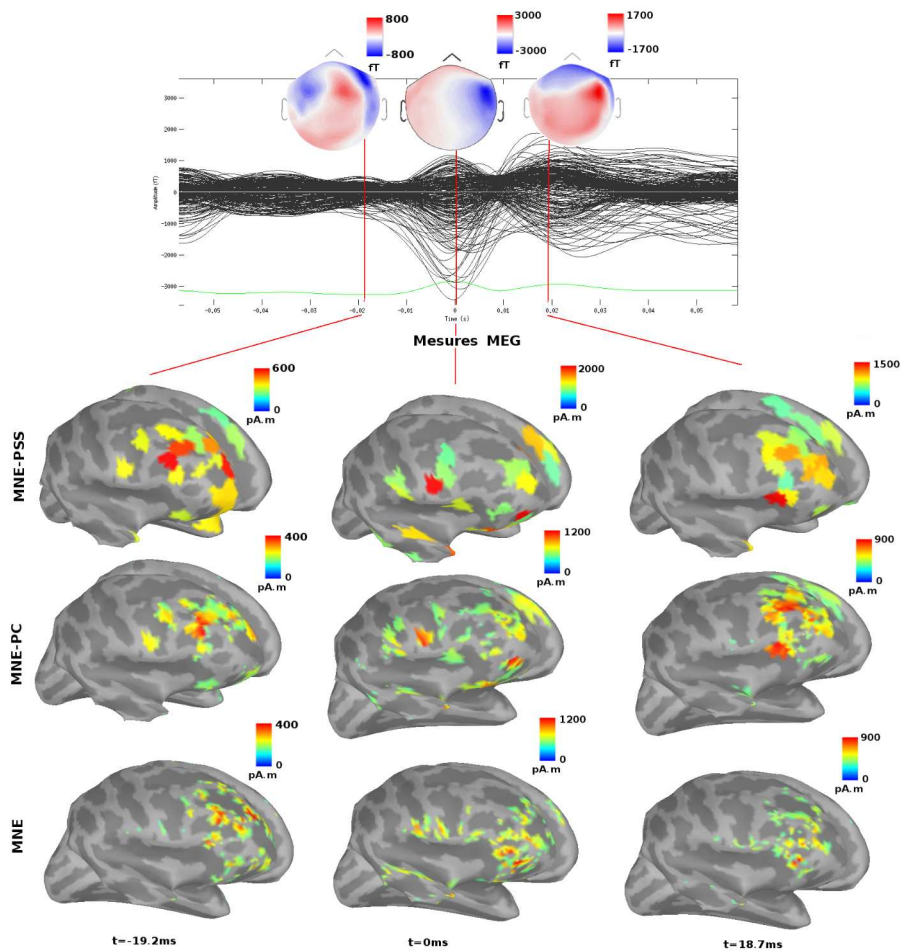 800
-800
fT
3000
-3000
fT
1700
-1700
fT
Amplitude (fT)
3000
2000
1000
0
-1000
-2000
-3000
-0.05
-0.04
-0.03
-0.02
-0.01
0
0.01
0.02
0.03
0.04
0.05
Time (s)
Mesures MEG
MNE-PSS
600
0
pA.m
2000
0
pA.m
1500
0
pA.m
MNE-PC
400
0
pA.m
1200
0
pA.m
900
0
pA.m
MNE
400
0
pA.m
1200
0
pA.m
900
0
pA.m
t=-19.2ms
t=0ms
t=18.7ms